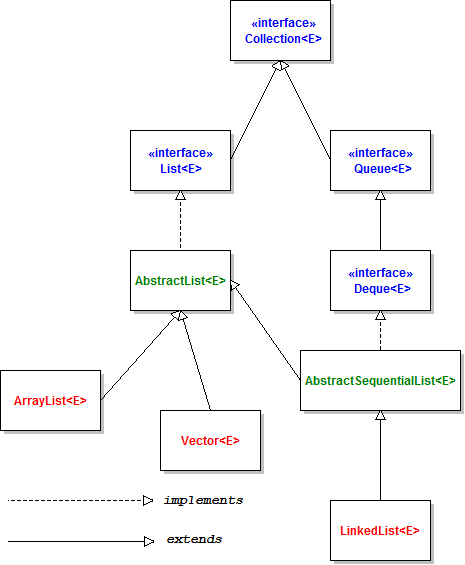 «interface»
Collection<E>
«interface»
List<E>
«interface»
Queue<E>
AbstractList<E>
«interface»
Deque<E>
AbstractSequentialList<E>
ArrayList<E>
Vector<E>
implements
LinkedList<E>
extends